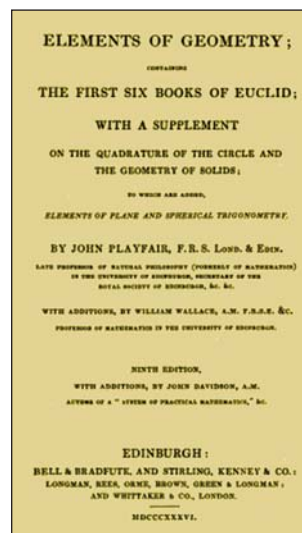 ELEMENTS OF GEOMETRY;
CONTAINING
THE FIRST SIX BOOKS OF EUCLID;
WITH A SUPPLEMENT
ON THE QUADRATURE OF THE CIRCLE AND
THE GEOMETRY OF SOLIDS;
TO WHICH ARE ADDED,
ELEMENTS OF PLANE AND SPHERICAL TRIGONOMETRY.
BY JOHN PLAYFAIR, F.R.S. LOND. & EDIN.
LATE PROFESSOR OF NATURAL PHILOSOPHY (FORMERLY OF MATHEMATICS)
IN THE UNIVERSITY OF EDINBURGH, SECRETARY OF THE
ROYAL SOCIETY OF EDINBURGH, &c. &c.
WITH ADDITIONS, BY WILLIAM WALLACE, A.M. F.R.S.E. &c.
PROFESSOR OF MATHEMATICS IN THE UNIVERSITY OF EDINBURGH.
NINTH EDITION,
WITH ADDITIONS, BY JOHN DAVIDSON, A.M.
AUTHOR OF A "SYSTEM OF PRACTICAL MATHEMATICS," &c.
EDINBURGH:
BELL & BRADFUTE, AND STIRLING, KENNEY & CO.:
LONGMAN, REES, ORME, BROWN, GREEN & LONGMAN;
AND WHITTAKER & CO., LONDON.
MDCCCXXXVI.